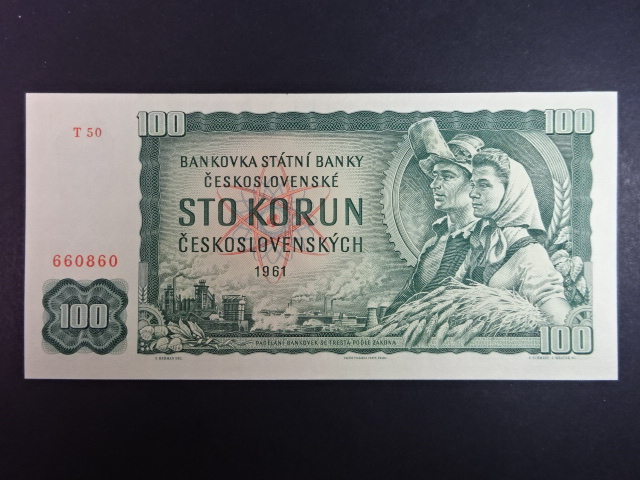 100
100
T 50
BANKOVKA STÁTNÍ BANKY
ČESKOSLOVENSKÉ
STO KORUN
ČESKOSLOVENSKÝCH
1961
660860
100
100
PADĚLÁNÍ BANKOVEK SE TRESTÁ PODLE ZÁKONA